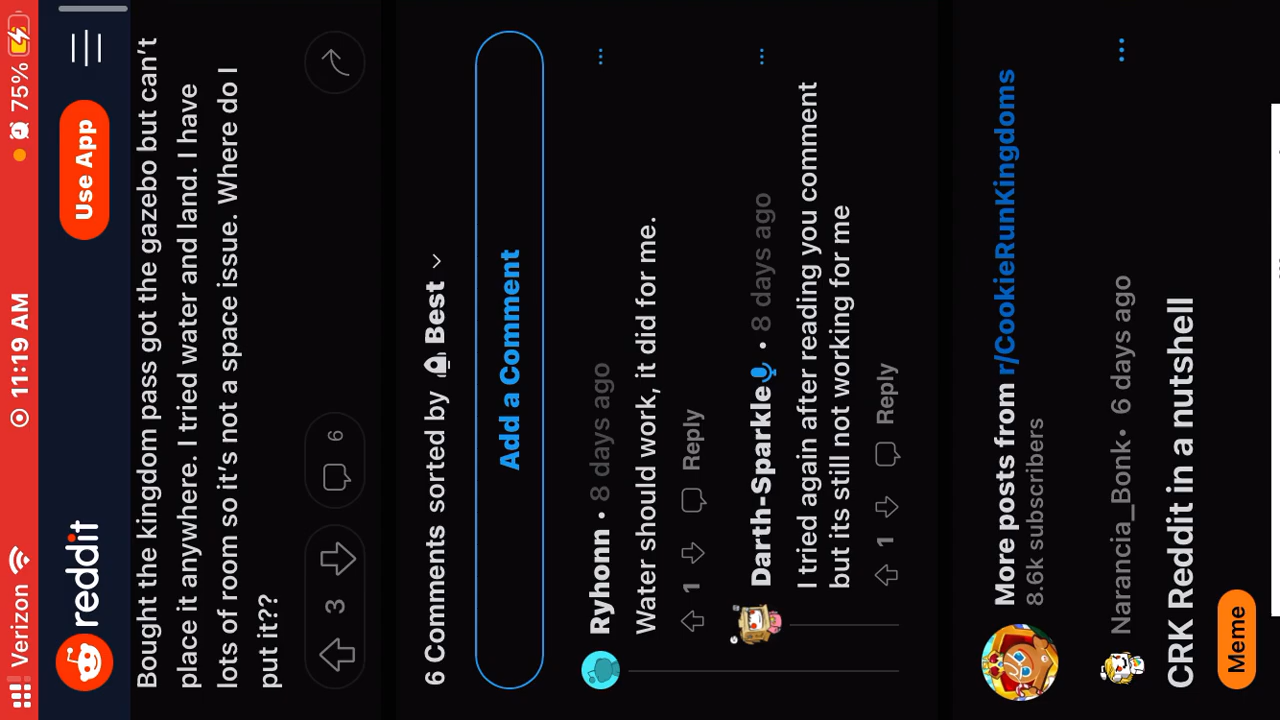 Verizon 11:19 AM 75%
reddit Use App
Bought the kingdom pass got the gazebo but can't
place it anywhere. I tried water and land. I have
lots of room so it's not a space issue. Where do I
put it??
3 6
6 Comments sorted by Best
Add a Comment
Ryhonn • 8 days ago ...
Water should work, it did for me.
1 Reply
Darth-Sparkle • 8 days ago ...
I tried again after reading you comment
but its still not working for me
1 Reply
More posts from r/CookieRunKingdoms
8.6k subscribers
Narancia_Bonk • 6 days ago ...
CRK Reddit in a nutshell
Meme